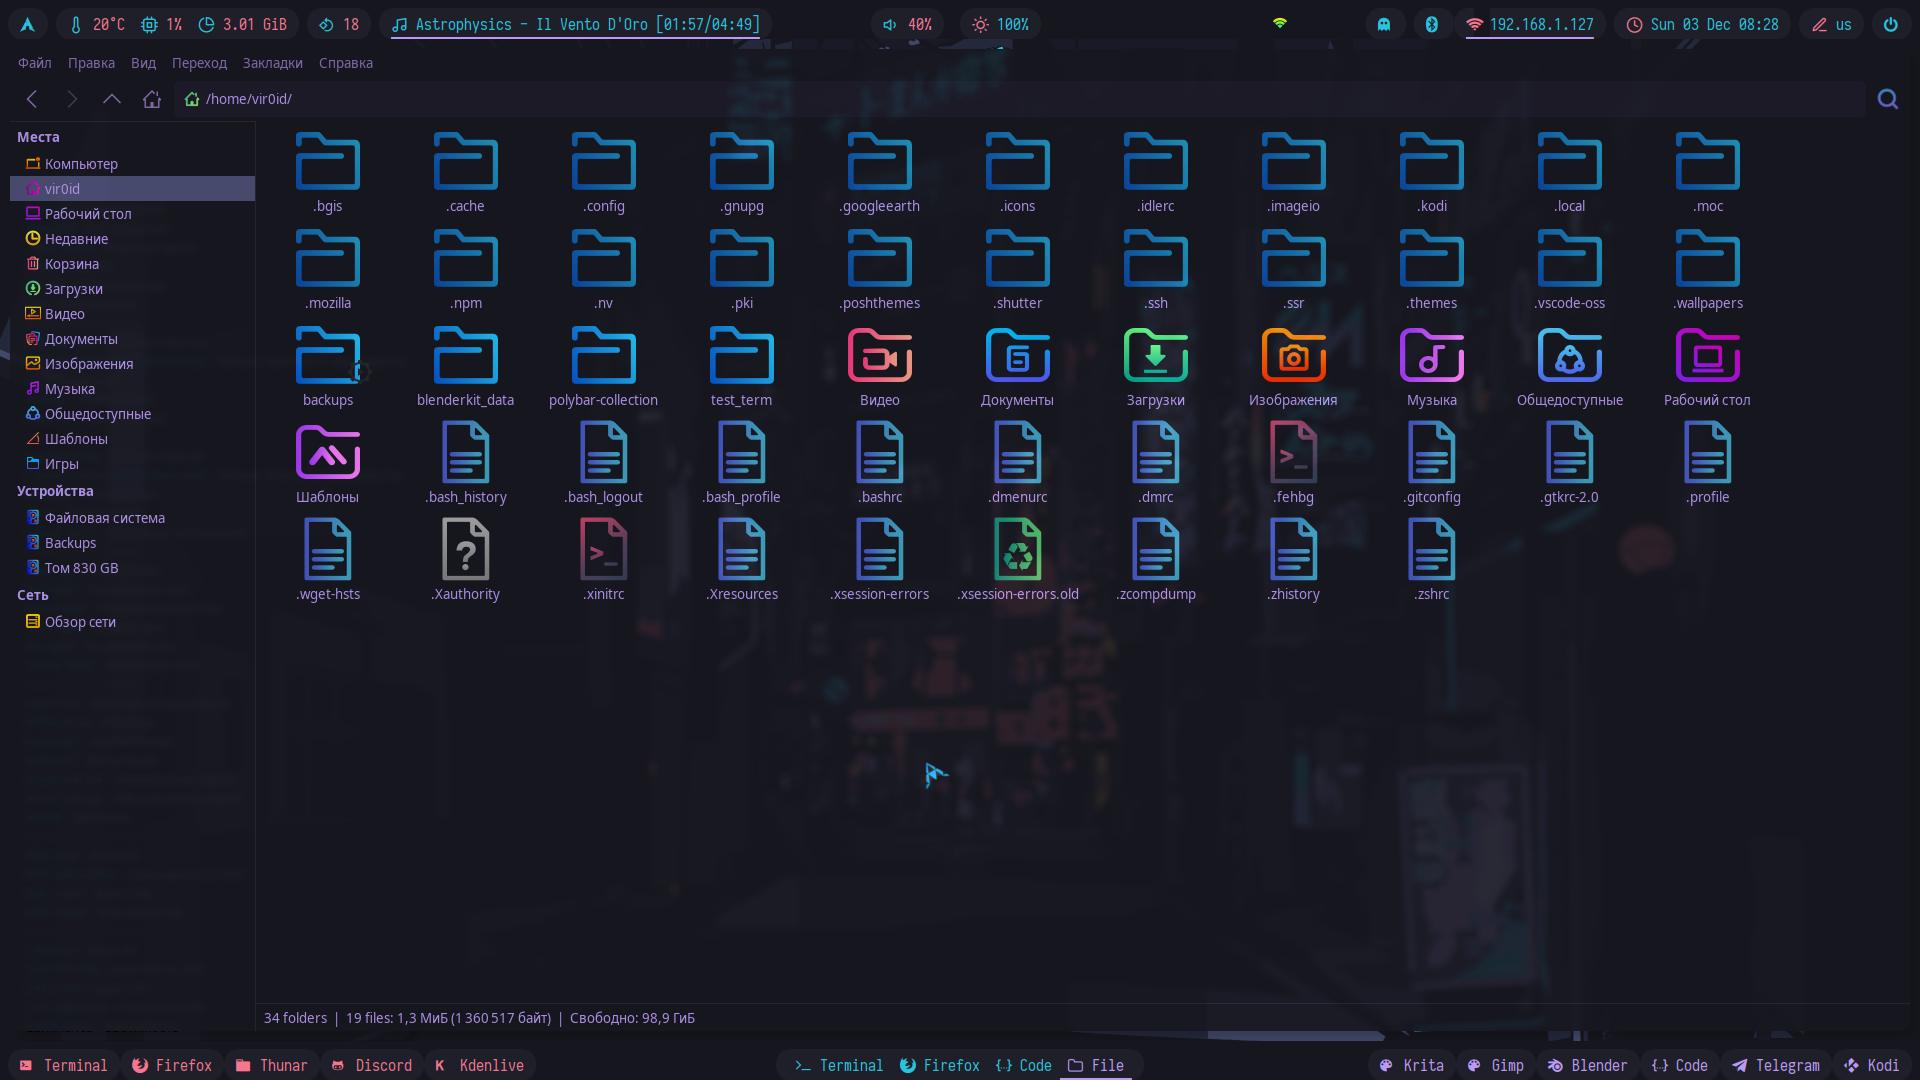 20°C 1% 3.01 GiB 18 Astrophysics - Il Vento D'Oro [01:57/04:49] 40% 100% 192.168.1.127 Sun 03 Dec 08:28 us
Файл Правка Вид Переход Закладки Справка
/home/vir0id/
Места
Компьютер
vir0id
Рабочий стол
Недавние
Корзина
Загрузки
Видео
Документы
Изображения
Музыка
Общедоступные
Шаблоны
Игры
Устройства
Файловая система
Backups
Том 830 GB
Сеть
Обзор сети
.bgis .cache .config .gnupg .googleearth .icons .idlerc .imageio .kodi .local .moc
.mozilla .npm .nv .pki .poshthemes .shutter .ssh .ssr .themes .vscode-oss .wallpapers
backups blenderkit_data polybar-collection test_term Видео Документы Загрузки Изображения Музыка Общедоступные Рабочий стол
Шаблоны .bash_history .bash_logout .bash_profile .bashrc .dmenurc .dmrc .fehbg .gitconfig .gtkrc-2.0 .profile
.wget-hsts .Xauthority .xinitrc .Xresources .xsession-errors .xsession-errors.old .zcompdump .zhistory .zshrc
34 folders | 19 files: 1,3 МиБ (1 360 517 байт) | Свободно: 98,9 ГиБ
Terminal Firefox Thunar Discord Kdenlive Terminal Firefox Code File Krita Gimp Blender Code Telegram Kodi